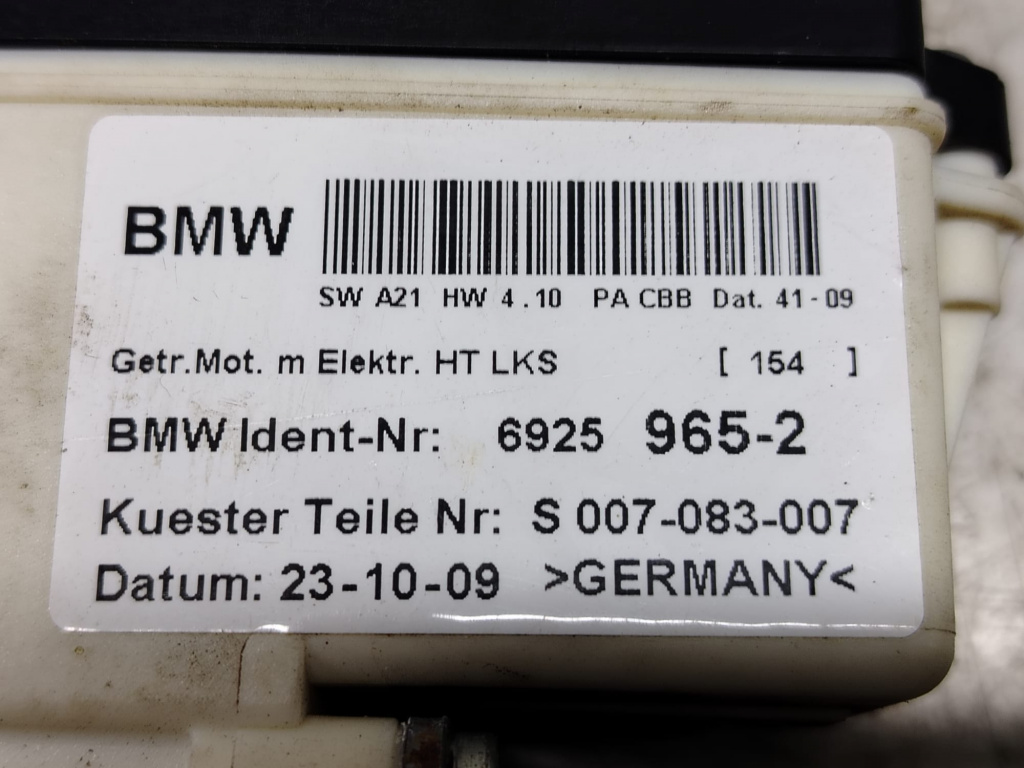 BMW
SW A21 HW 4.10 PA CBB Dat. 41-09
Getr.Mot. m Elektr. HT LKS [ 154 ]
BMW Ident-Nr: 6925 965-2
Kuester Teile Nr: S 007-083-007
Datum: 23-10-09 >GERMANY<